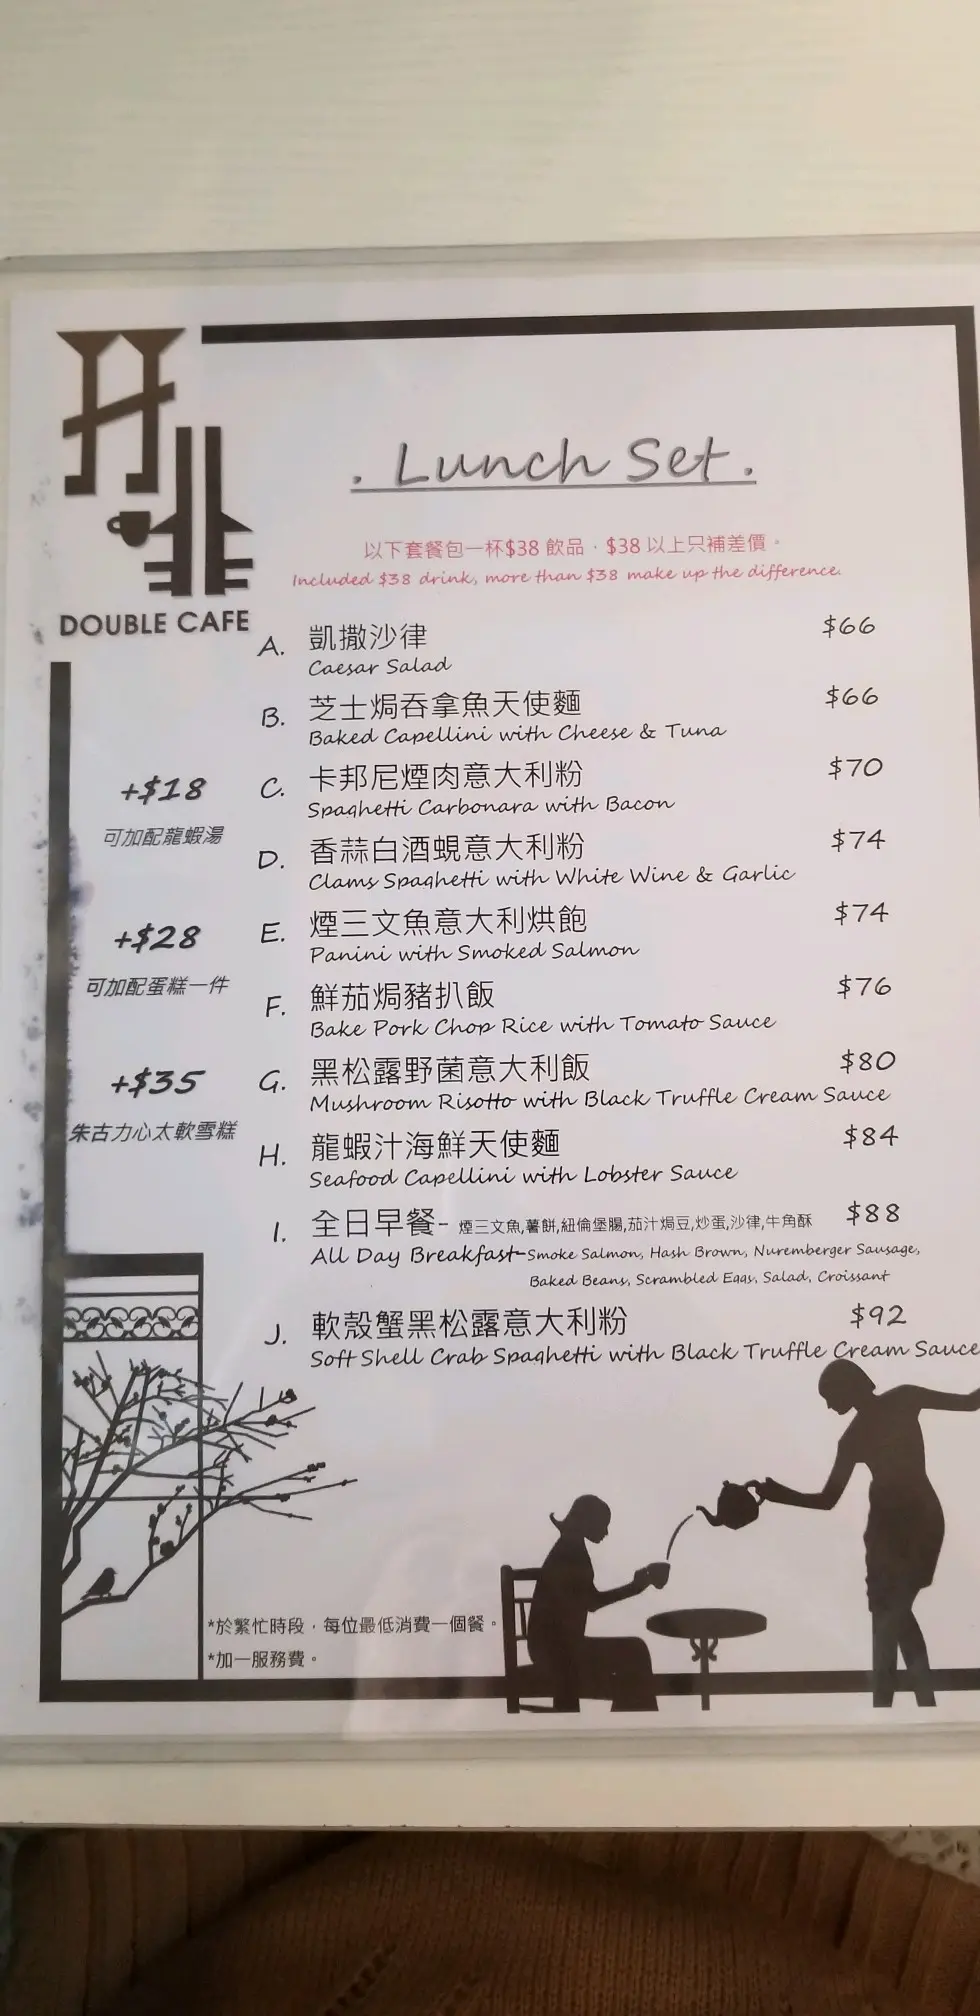 DOUBLE CAFE
. Lunch Set .
以下套餐包一杯$38 飲品．$38 以上只補差價。
Included $38 drink, more than $38 make up the difference.
A. 凱撒沙律 $66
Caesar Salad
B. 芝士焗吞拿魚天使麵 $66
Baked Capellini with Cheese & Tuna
C. 卡邦尼煙肉意大利粉 $70
Spaghetti Carbonara with Bacon
D. 香蒜白酒蜆意大利粉 $74
Clams Spaghetti with White Wine & Garlic
E. 煙三文魚意大利烘飽 $74
Panini with Smoked Salmon
F. 鮮茄焗豬扒飯 $76
Bake Pork Chop Rice with Tomato Sauce
G. 黑松露野菌意大利飯 $80
Mushroom Risotto with Black Truffle Cream Sauce
H. 龍蝦汁海鮮天使麵 $84
Seafood Capellini with Lobster Sauce
I. 全日早餐- 煙三文魚,薯餅,紐倫堡腸,茄汁焗豆,炒蛋,沙律,牛角酥 $88
All Day Breakfast-Smoke Salmon, Hash Brown, Nuremberger Sausage,
Baked Beans, Scrambled Eggs, Salad, Croissant
J. 軟殼蟹黑松露意大利粉 $92
Soft Shell Crab Spaghetti with Black Truffle Cream Sauce
+$18
可加配龍蝦湯
+$28
可加配蛋糕一件
+$35
朱古力心太軟雪糕
*於繁忙時段．每位最低消費一個餐。
*加一服務費。